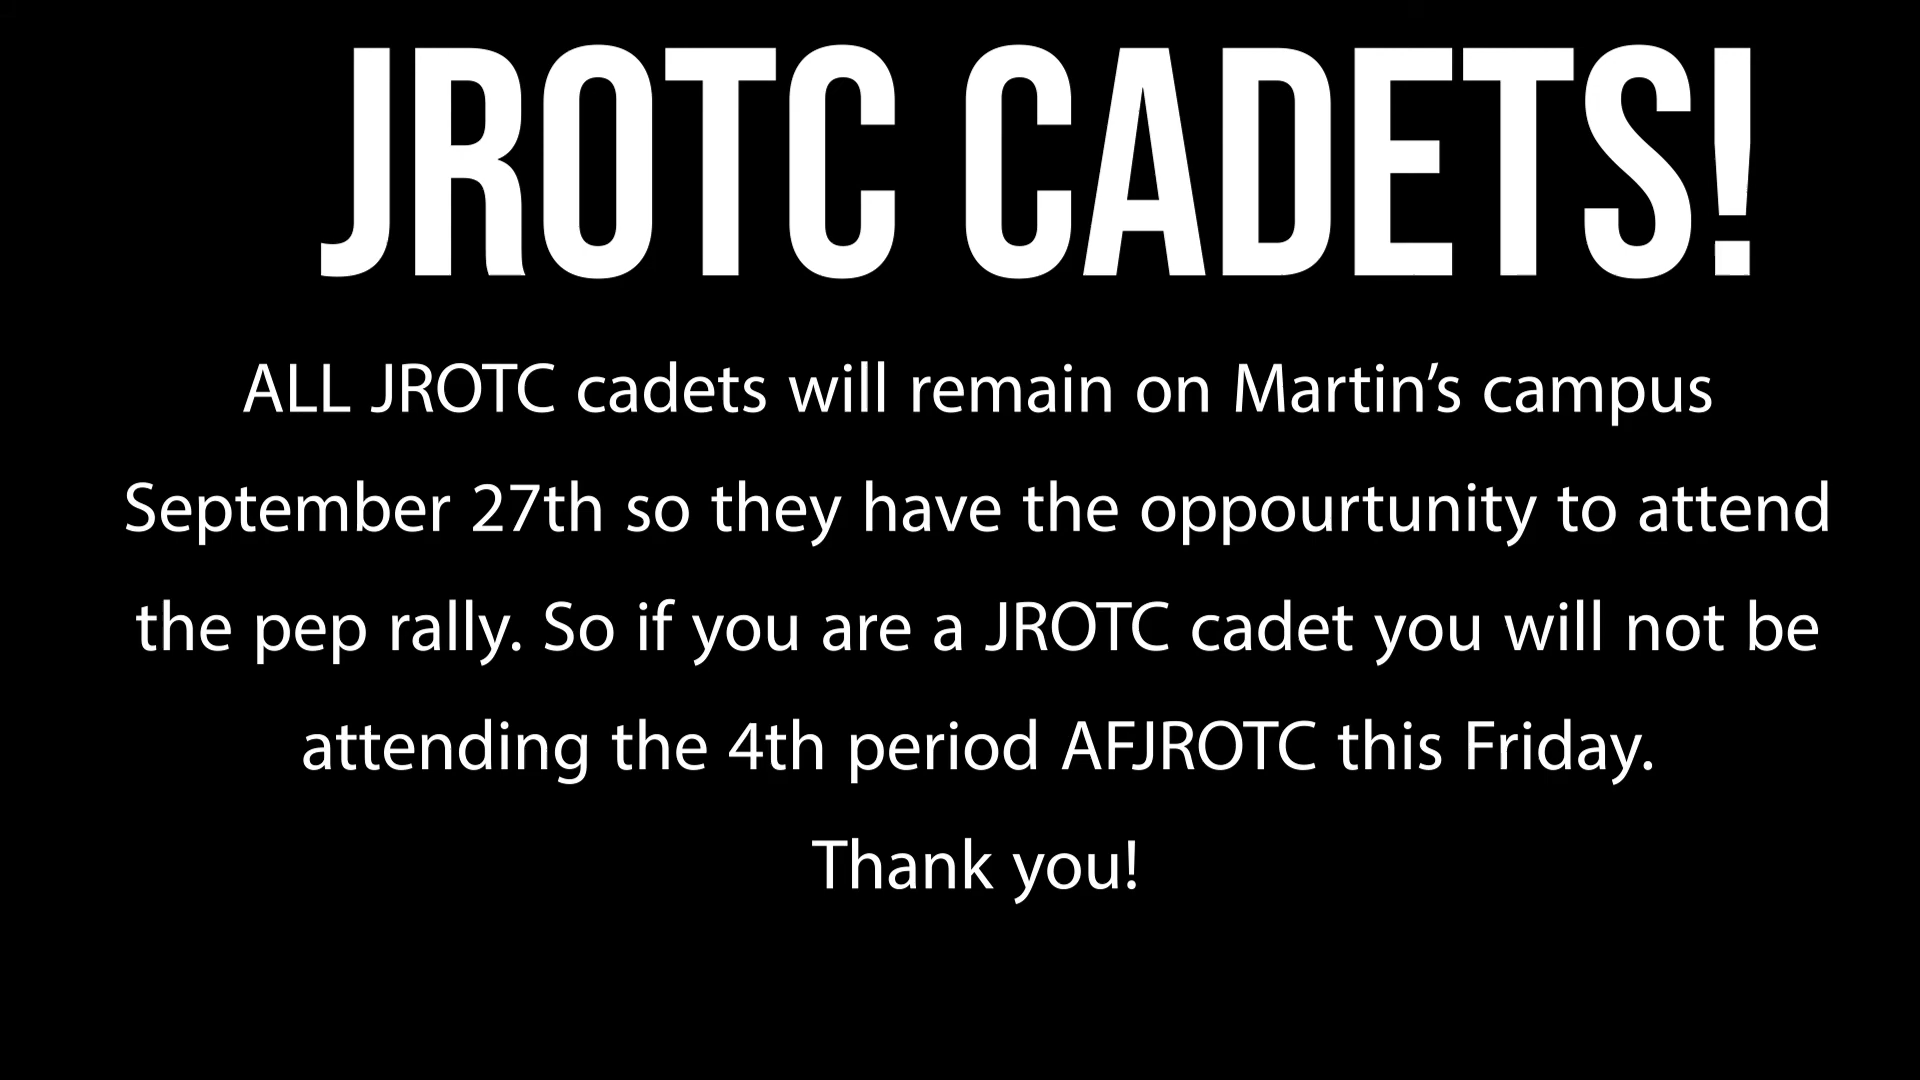 JROTC CADETS!
ALL JROTC cadets will remain on Martin’s campus
September 27th so they have the oppourtunity to attend
the pep rally. So if you are a JROTC cadet you will not be
attending the 4th period AFJROTC this Friday.
Thank you!